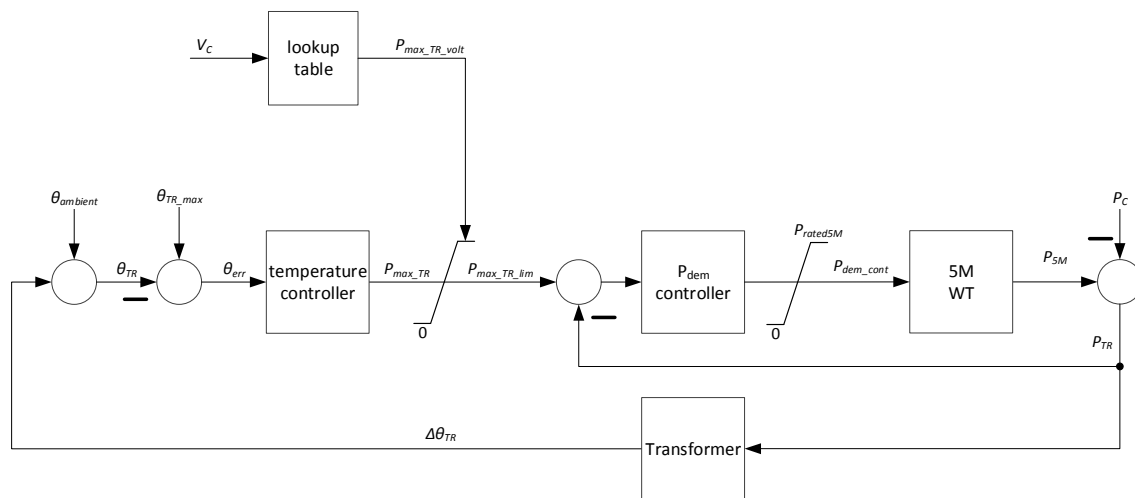 V_C
lookup
table
P_max_TR_volt
θ_ambient
θ_TR_max
θ_TR
θ_err
temperature
controller
P_max_TR
P_max_TR_lim
0
P_dem
controller
P_rated5M
0
P_dem_cont
5M
WT
P_5M
P_C
P_TR
Δθ_TR
Transformer